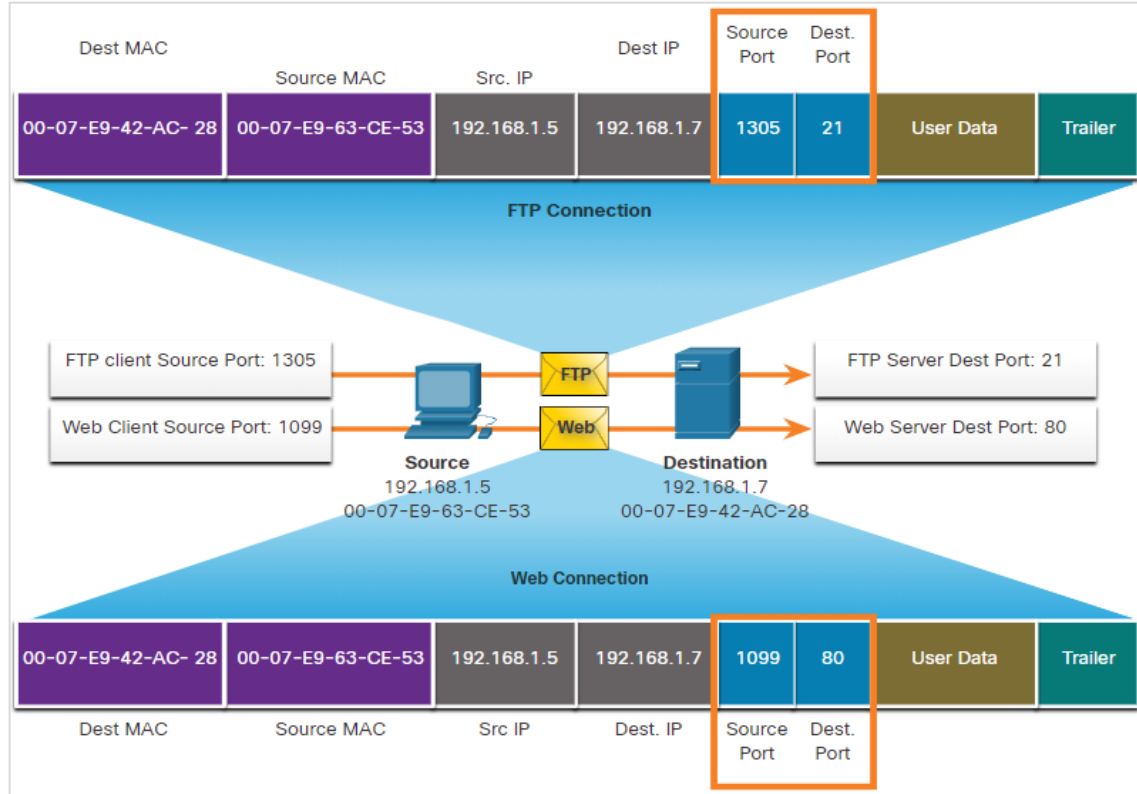 Dest MAC
Source MAC
Src. IP
Dest IP
Source
Port
Dest.
Port
00-07-E9-42-AC- 28
00-07-E9-63-CE-53
192.168.1.5
192.168.1.7
1305
21
User Data
Trailer
FTP Connection
FTP client Source Port: 1305
FTP
FTP Server Dest Port: 21
Web Client Source Port: 1099
Web
Web Server Dest Port: 80
Source
192.168.1.5
00-07-E9-63-CE-53
Destination
192.168.1.7
00-07-E9-42-AC-28
Web Connection
00-07-E9-42-AC- 28
00-07-E9-63-CE-53
192.168.1.5
192.168.1.7
1099
80
User Data
Trailer
Dest MAC
Source MAC
Src IP
Dest. IP
Source
Port
Dest.
Port